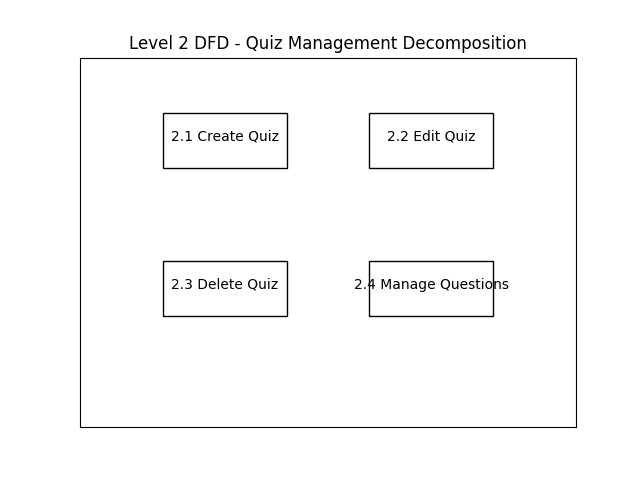 Level 2 DFD - Quiz Management Decomposition
2.1 Create Quiz
2.2 Edit Quiz
2.3 Delete Quiz
2.4 Manage Questions